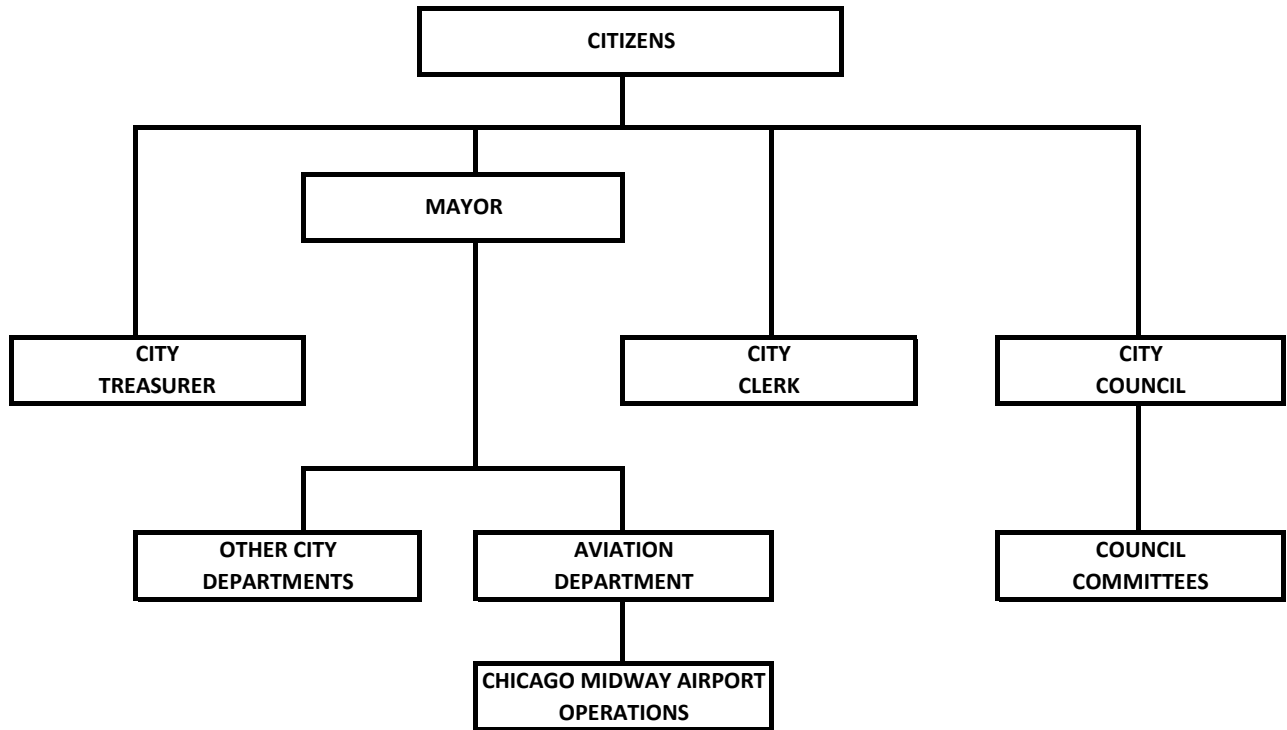 CITIZENS
MAYOR
CITY
TREASURER
CITY
CLERK
CITY
COUNCIL
OTHER CITY
DEPARTMENTS
AVIATION
DEPARTMENT
COUNCIL
COMMITTEES
CHICAGO MIDWAY AIRPORT
OPERATIONS